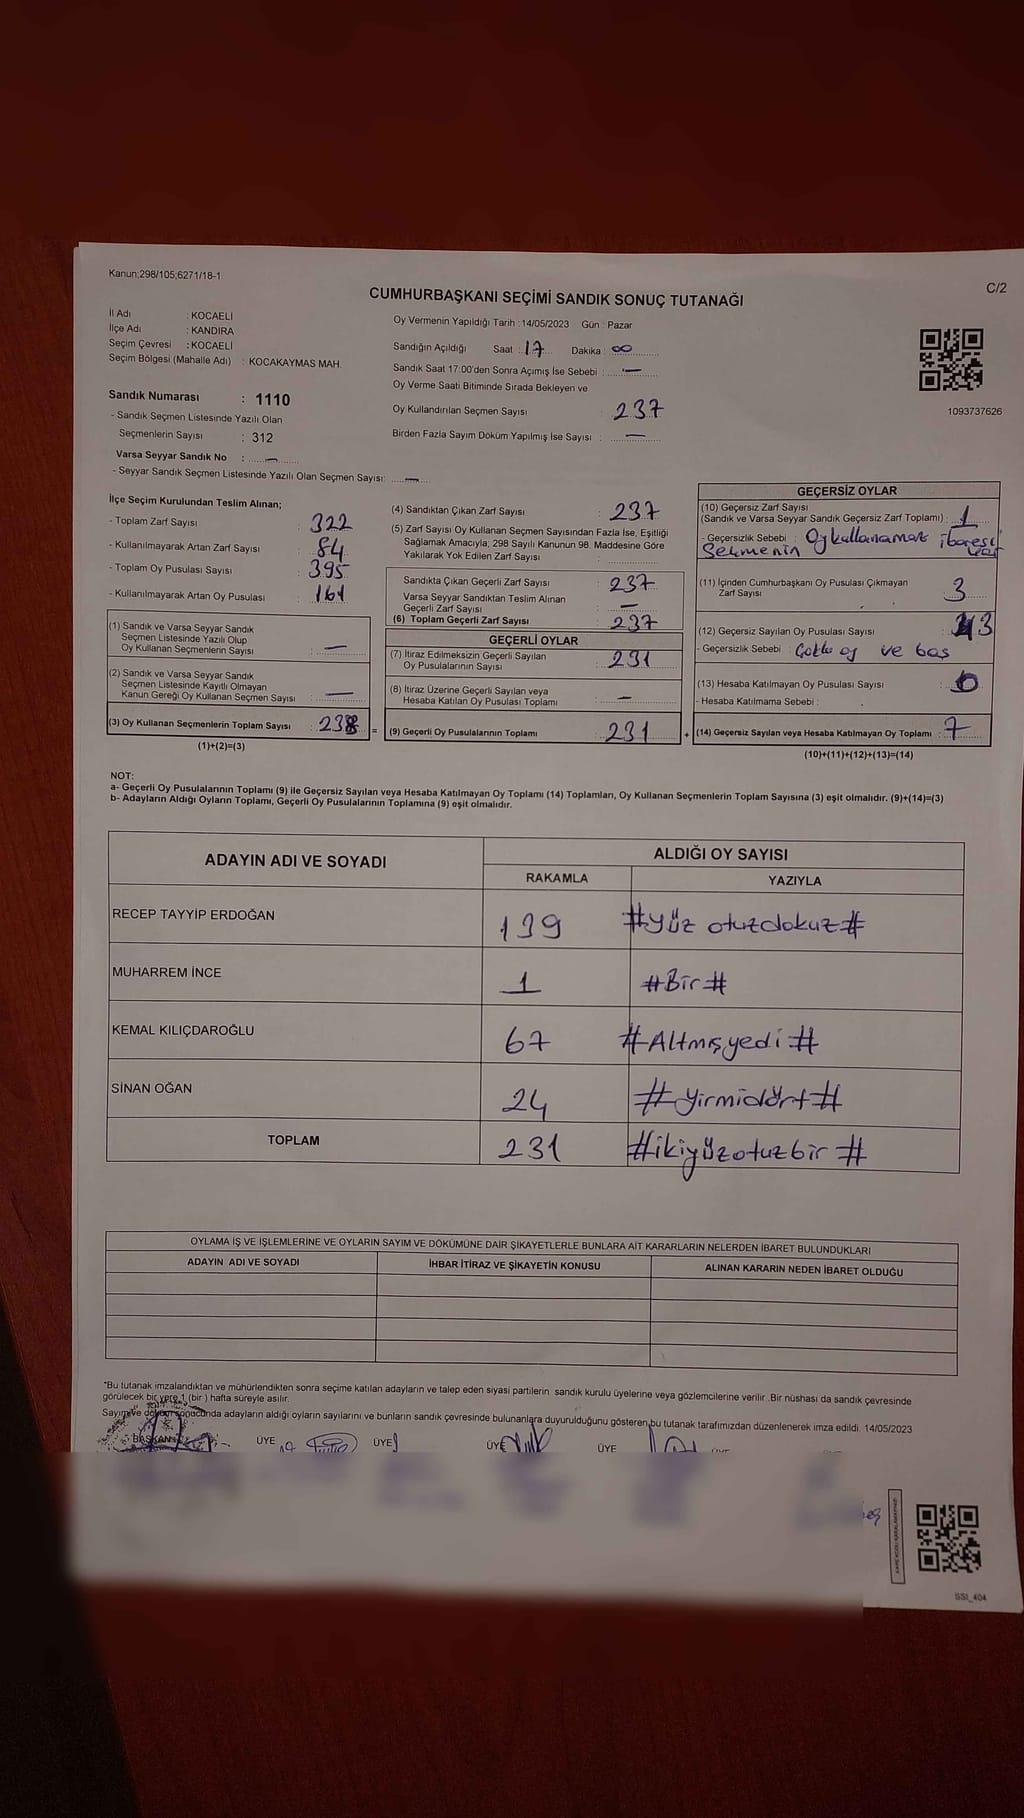 Kanun;298/105;6271/18-1
C/2
CUMHURBAŞKANI SEÇİMİ SANDIK SONUÇ TUTANAĞI
İl Adı : KOCAELİ
İlçe Adı : KANDIRA
Seçim Çevresi : KOCAELİ
Seçim Bölgesi (Mahalle Adı) : KOCAKAYMAS MAH.
Oy Vermenin Yapıldığı Tarih : 14/05/2023 Gün : Pazar
Sandığın Açıldığı Saat : 17 Dakika : 00
Sandık Saat 17:00'den Sonra Açımış İse Sebebi : —
Oy Verme Saati Bitiminde Sırada Bekleyen ve
Oy Kullandırılan Seçmen Sayısı : 237
Birden Fazla Sayım Döküm Yapılmış İse Sayısı : —
1093737626
Sandık Numarası : 1110
- Sandık Seçmen Listesinde Yazılı Olan
Seçmenlerin Sayısı : 312
Varsa Seyyar Sandık No : —
- Seyyar Sandık Seçmen Listesinde Yazılı Olan Seçmen Sayısı: —
İlçe Seçim Kurulundan Teslim Alınan;
- Toplam Zarf Sayısı : 322
- Kullanılmayarak Artan Zarf Sayısı : 84
- Toplam Oy Pusulası Sayısı : 395
- Kullanılmayarak Artan Oy Pusulası : 161
(1) Sandık ve Varsa Seyyar Sandık
Seçmen Listesinde Yazılı Olup
Oy Kullanan Seçmenlerin Sayısı : —
(2) Sandık ve Varsa Seyyar Sandık
Seçmen Listesinde Kayıtlı Olmayan
Kanun Gereği Oy Kullanan Seçmen Sayısı : —
(3) Oy Kullanan Seçmenlerin Toplam Sayısı : 238
(1)+(2)=(3)
(4) Sandıktan Çıkan Zarf Sayısı : 237
(5) Zarf Sayısı Oy Kullanan Seçmen Sayısından Fazla İse, Eşitliği
Sağlamak Amacıyla; 298 Sayılı Kanunun 98. Maddesine Göre
Yakılarak Yok Edilen Zarf Sayısı :
Sandıkta Çıkan Geçerli Zarf Sayısı : 237
Varsa Seyyar Sandıktan Teslim Alınan
Geçerli Zarf Sayısı : —
(6) Toplam Geçerli Zarf Sayısı : 237
GEÇERLİ OYLAR
(7) İtiraz Edilmeksizin Geçerli Sayılan
Oy Pusulalarının Sayısı : 231
(8) İtiraz Üzerine Geçerli Sayılan veya
Hesaba Katılan Oy Pusulası Toplamı : —
= (9) Geçerli Oy Pusulalarının Toplamı : 231
GEÇERSİZ OYLAR
(10) Geçersiz Zarf Sayısı
(Sandık ve Varsa Seyyar Sandık Geçersiz Zarf Toplamı) : 1
- Geçersizlik Sebebi : Oy kullanamaz ibaresi
Seçmenin var
(11) İçinden Cumhurbaşkanı Oy Pusulası Çıkmayan
Zarf Sayısı : 3
(12) Geçersiz Sayılan Oy Pusulası Sayısı : 3
- Geçersizlik Sebebi : Çoklu oy ve boş
(13) Hesaba Katılmayan Oy Pusulası Sayısı : 0
- Hesaba Katılmama Sebebi :
+ (14) Geçersiz Sayılan veya Hesaba Katılmayan Oy Toplamı : 7
(10)+(11)+(12)+(13)=(14)
NOT:
a- Geçerli Oy Pusulalarının Toplamı (9) ile Geçersiz Sayılan veya Hesaba Katılmayan Oy Toplamı (14) Toplamları, Oy Kullanan Seçmenlerin Toplam Sayısına (3) eşit olmalıdır. (9)+(14)=(3)
b- Adayların Aldığı Oyların Toplamı, Geçerli Oy Pusulalarının Toplamına (9) eşit olmalıdır.
ADAYIN ADI VE SOYADI ALDIĞI OY SAYISI
RAKAMLA YAZIYLA
RECEP TAYYİP ERDOĞAN 139 #Yüz otuzdokuz#
MUHARREM İNCE 1 #Bir#
KEMAL KILIÇDAROĞLU 67 #Altmışyedi#
SİNAN OĞAN 24 #yirmidört#
TOPLAM 231 #ikiyüzotuzbir#
OYLAMA İŞ VE İŞLEMLERİNE VE OYLARIN SAYIM VE DÖKÜMÜNE DAİR ŞİKAYETLERLE BUNLARA AİT KARARLARIN NELERDEN İBARET BULUNDUKLARI
ADAYIN ADI VE SOYADI İHBAR İTİRAZ VE ŞİKAYETİN KONUSU ALINAN KARARIN NEDEN İBARET OLDUĞU
*Bu tutanak imzalandıktan ve mühürlendikten sonra seçime katılan adayların ve talep eden siyasi partilerin sandık kurulu üyelerine veya gözlemcilerine verilir. Bir nüshası da sandık çevresinde
görülecek bir yere 1 (bir ) hafta süreyle asılır.
Sayım ve döküm sonucunda adayların aldığı oyların sayılarını ve bunların sandık çevresinde bulunanlara duyurulduğunu gösteren bu tutanak tarafımızdan düzenlenerek imza edildi. 14/05/2023
BAŞKAN ÜYE ÜYE ÜYE ÜYE ÜYE
SSI_404